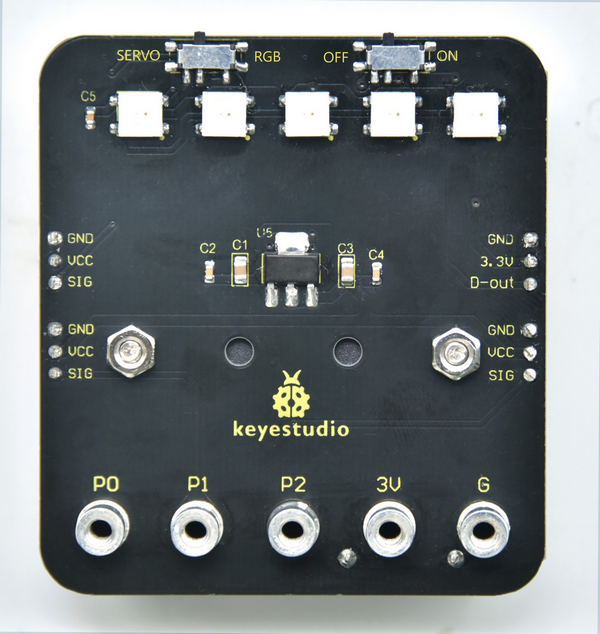 SERVO RGB OFF ON
C5
U5
C2 C1 C3 C4
GND
VCC
SIG
GND
3.3V
D-out
GND
VCC
SIG
GND
VCC
SIG
keyestudio
P0 P1 P2 3V G